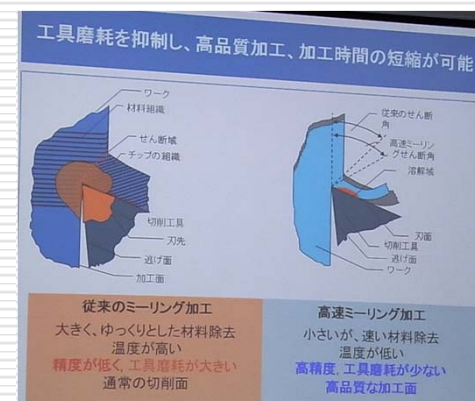 工具磨耗を抑制し、高品質加工、加工時間の短縮が可能
ワーク
材料組織
せん断域
チップの組織
切削工具
刃先
逃げ面
加工面
従来のせん断
角
高速ミーリン
グせん断角
溶解域
刃面
切削工具
逃げ面
ワーク
従来のミーリング加工
大きく、ゆっくりとした材料除去
温度が高い
精度が低く、工具磨耗が大きい
通常の切削面
高速ミーリング加工
小さいが、速い材料除去
温度が低い
高精度、工具磨耗が少ない
高品質な加工面